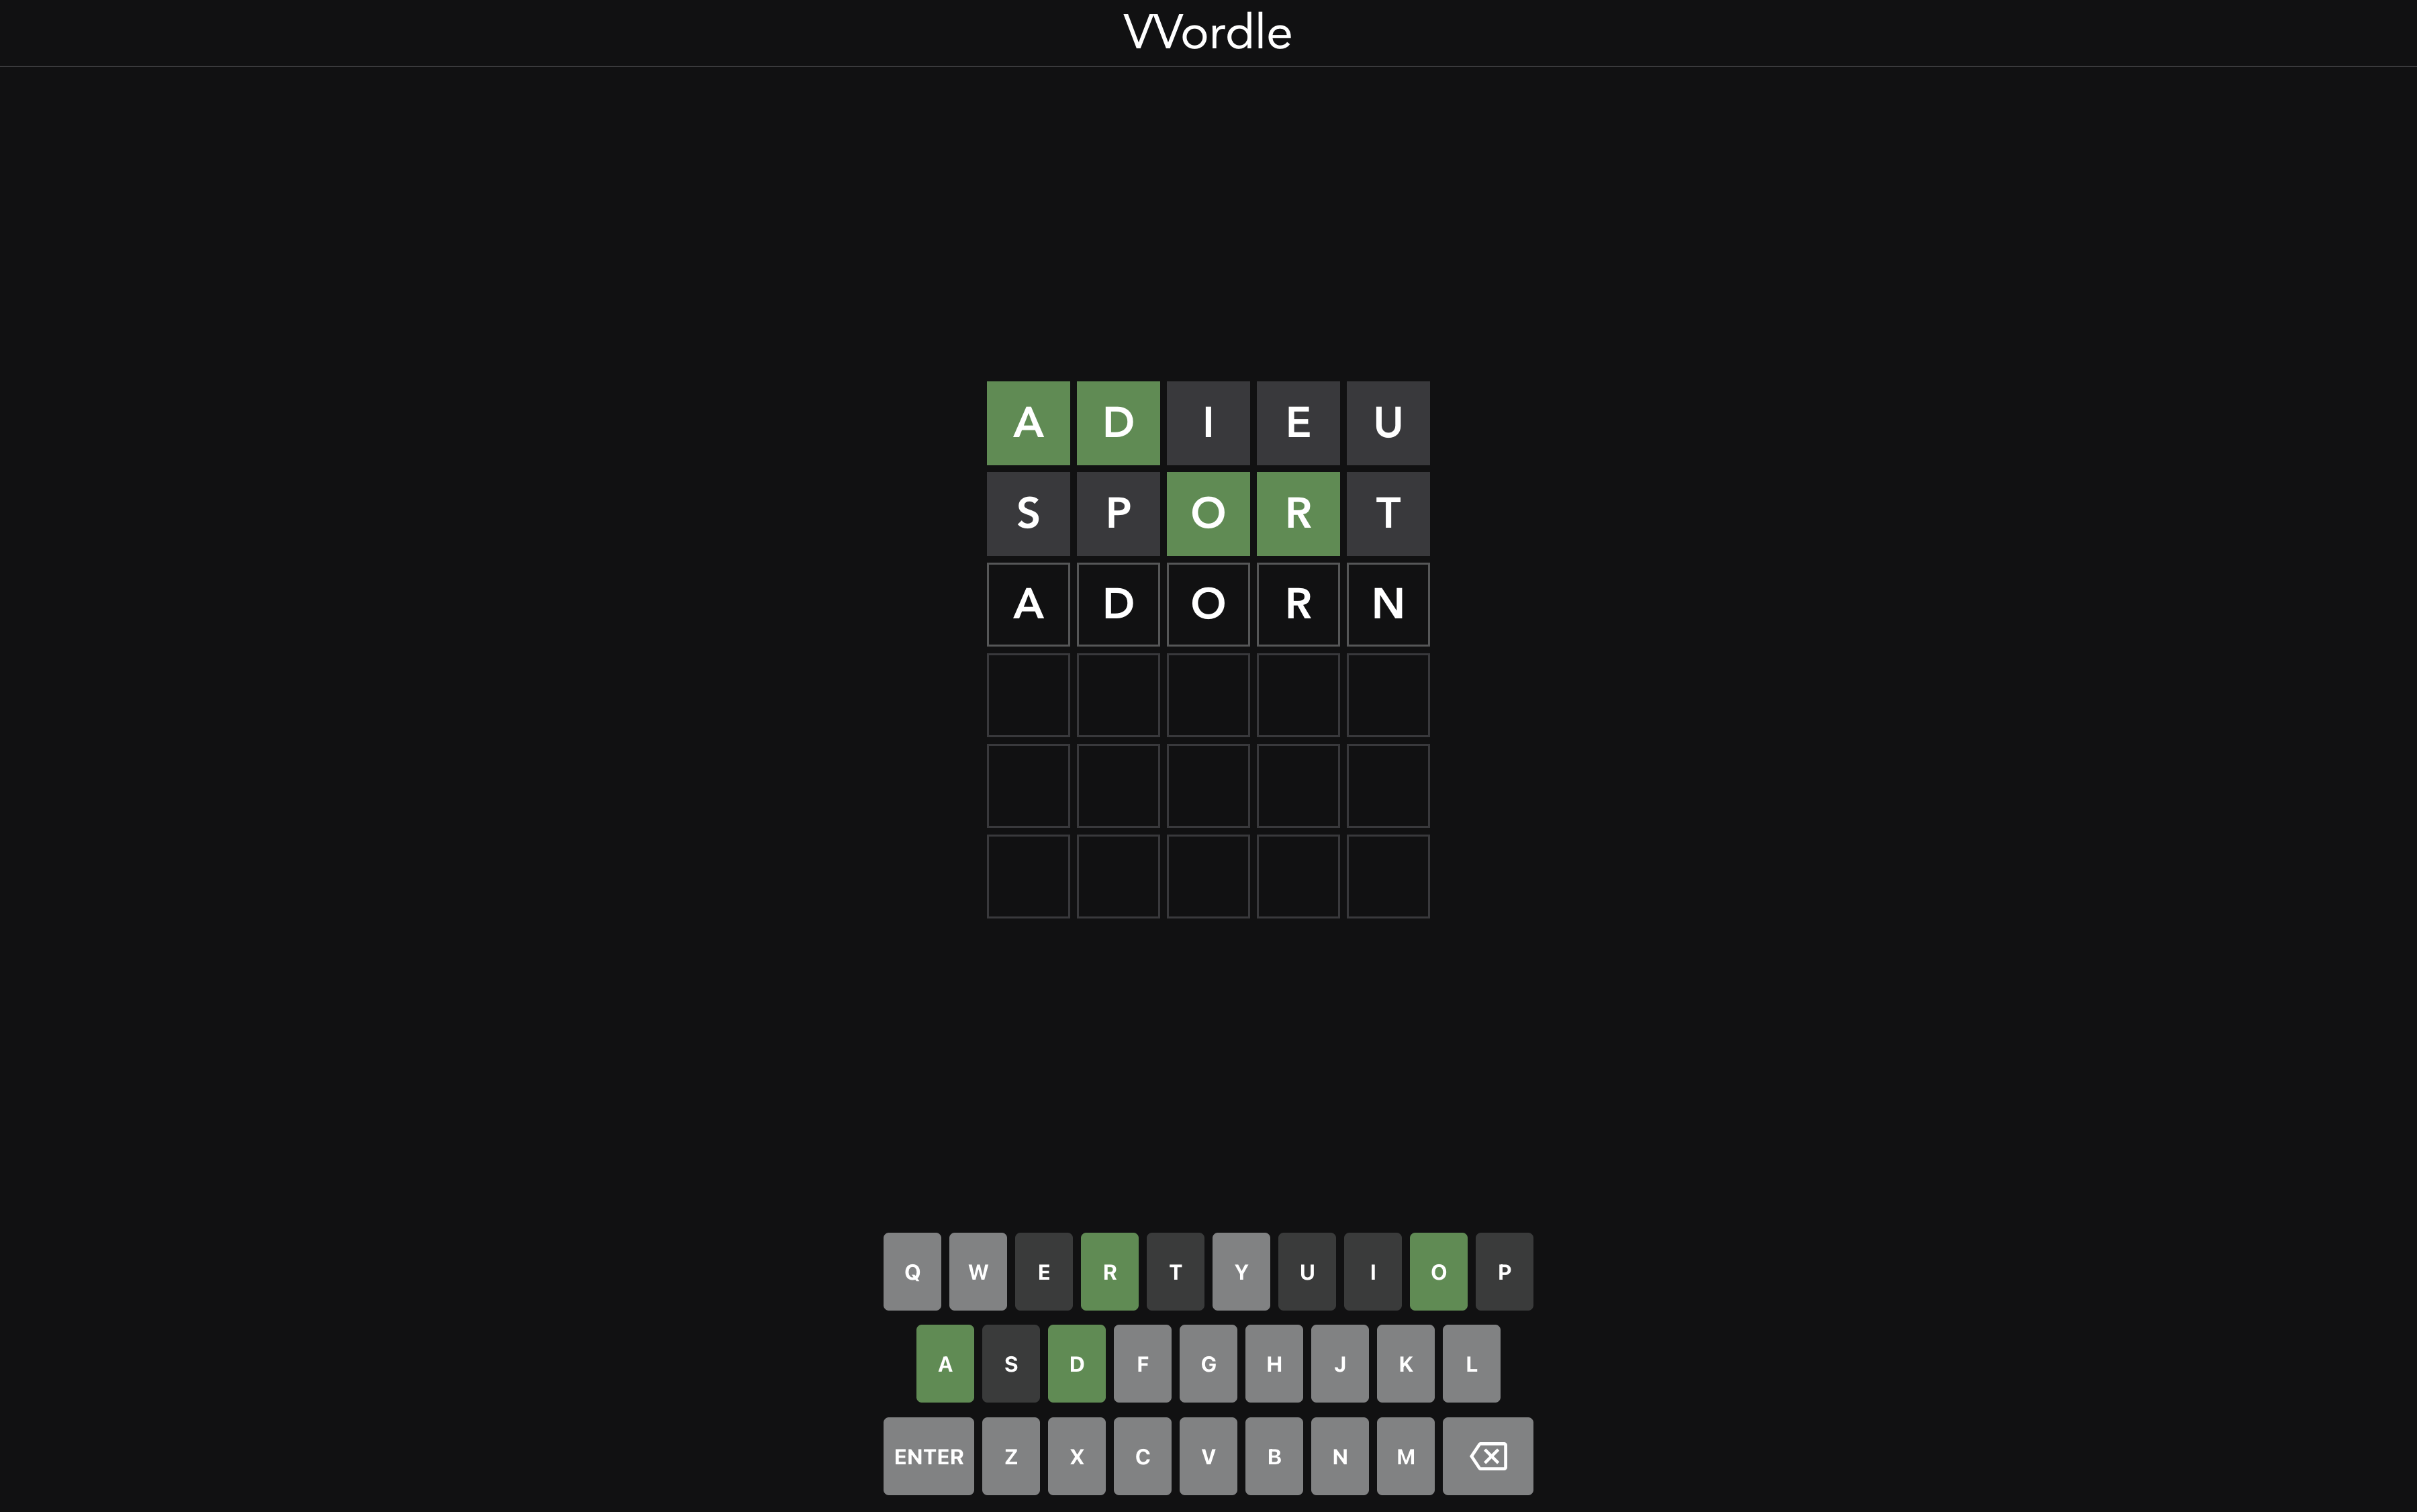 Wordle
A D I E U
S P O R T
A D O R N
Q W E R T Y U I O P
A S D F G H J K L
ENTER Z X C V B N M